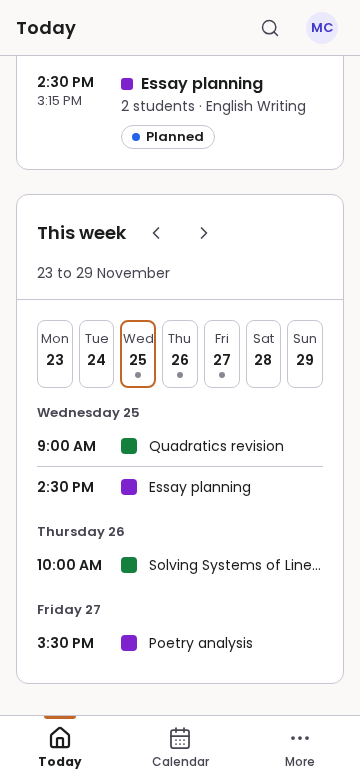 Today
MC
2:30 PM
Essay planning
3:15 PM
2 students · English Writing
Planned
This week
23 to 29 November
Mon Tue Wed Thu Fri Sat Sun
23 24 25 26 27 28 29
Wednesday 25
9:00 AM Quadratics revision
2:30 PM Essay planning
Thursday 26
10:00 AM Solving Systems of Line...
Friday 27
3:30 PM Poetry analysis
Today Calendar More